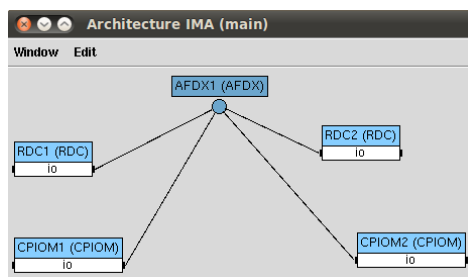 Architecture IMA (main)
Window Edit
AFDX1 (AFDX)
RDC2 (RDC)
io
RDC1 (RDC)
io
CPIOM2 (CPIOM)
io
CPIOM1 (CPIOM)
io